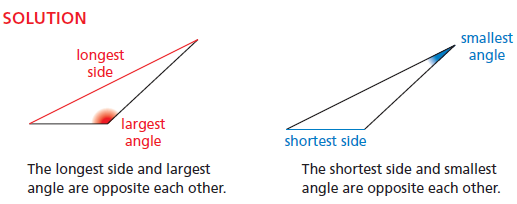 SOLUTION
longest
side
largest
angle
The longest side and largest
angle are opposite each other.
smallest
angle
shortest side
The shortest side and smallest
angle are opposite each other.